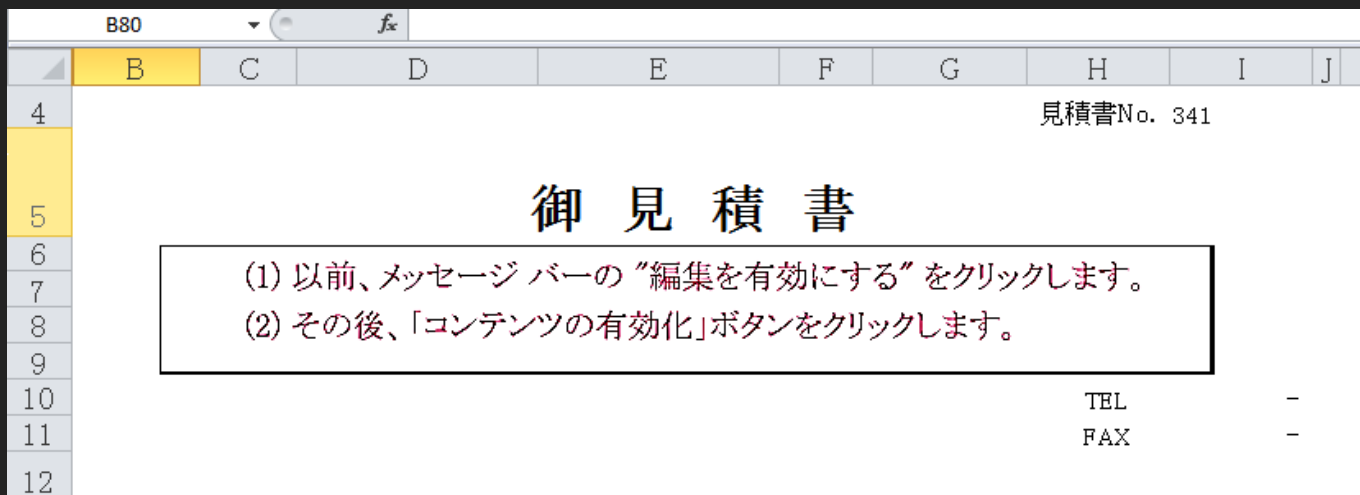 B80 fx
B C D E F G H I J
4 見積書No. 341
5 御 見 積 書
6
7 (1) 以前、メッセージ バーの "編集を有効にする" をクリックします。
8 (2) その後、「コンテンツの有効化」ボタンをクリックします。
9
10 TEL -
11 FAX -
12